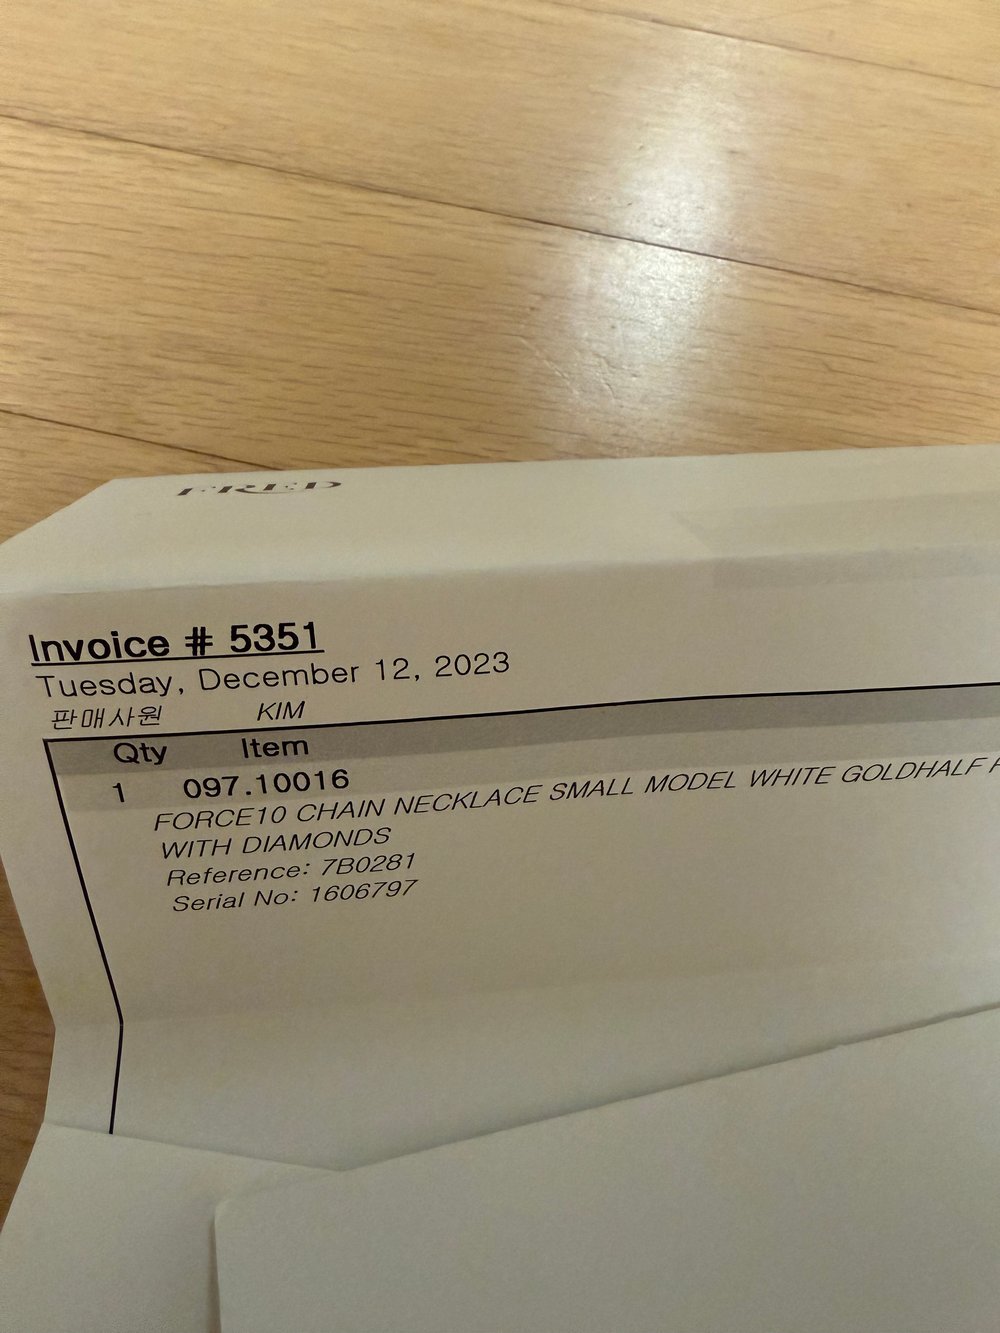 FRED
Invoice # 5351
Tuesday, December 12, 2023
판매사원 KIM
Qty Item
1 097.10016
FORCE10 CHAIN NECKLACE SMALL MODEL WHITE GOLDHALF
WITH DIAMONDS
Reference: 7B0281
Serial No: 1606797